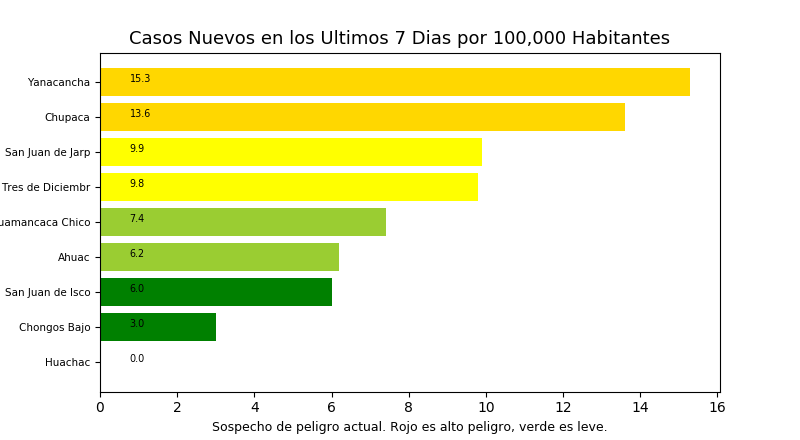 Casos Nuevos en los Ultimos 7 Dias por 100,000 Habitantes
Yanacancha 15.3
Chupaca 13.6
San Juan de Jarp 9.9
Tres de Diciembr 9.8
uamancaca Chico 7.4
Ahuac 6.2
San Juan de Isco 6.0
Chongos Bajo 3.0
Huachac 0.0
0 2 4 6 8 10 12 14 16
Sospecho de peligro actual. Rojo es alto peligro, verde es leve.